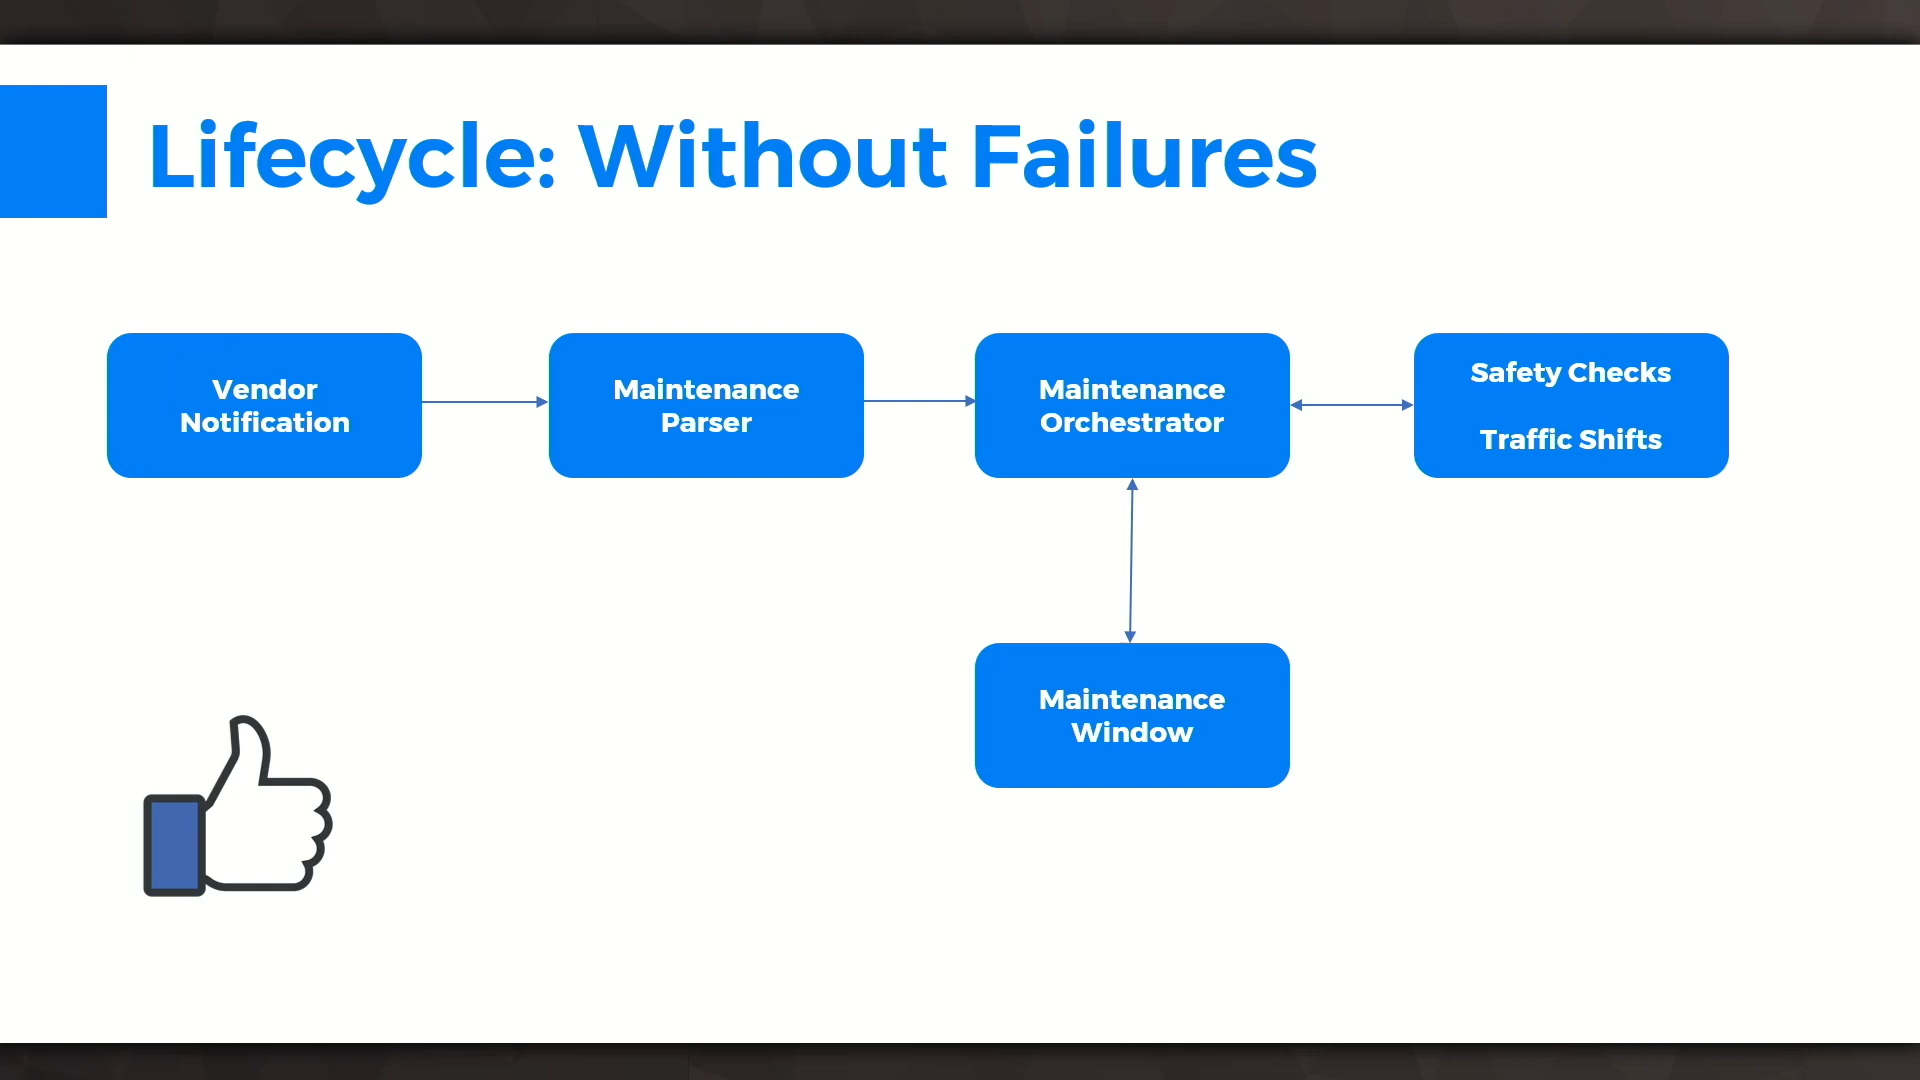 Lifecycle: Without Failures
Vendor
Notification
Maintenance
Parser
Maintenance
Orchestrator
Safety Checks
Traffic Shifts
Maintenance
Window